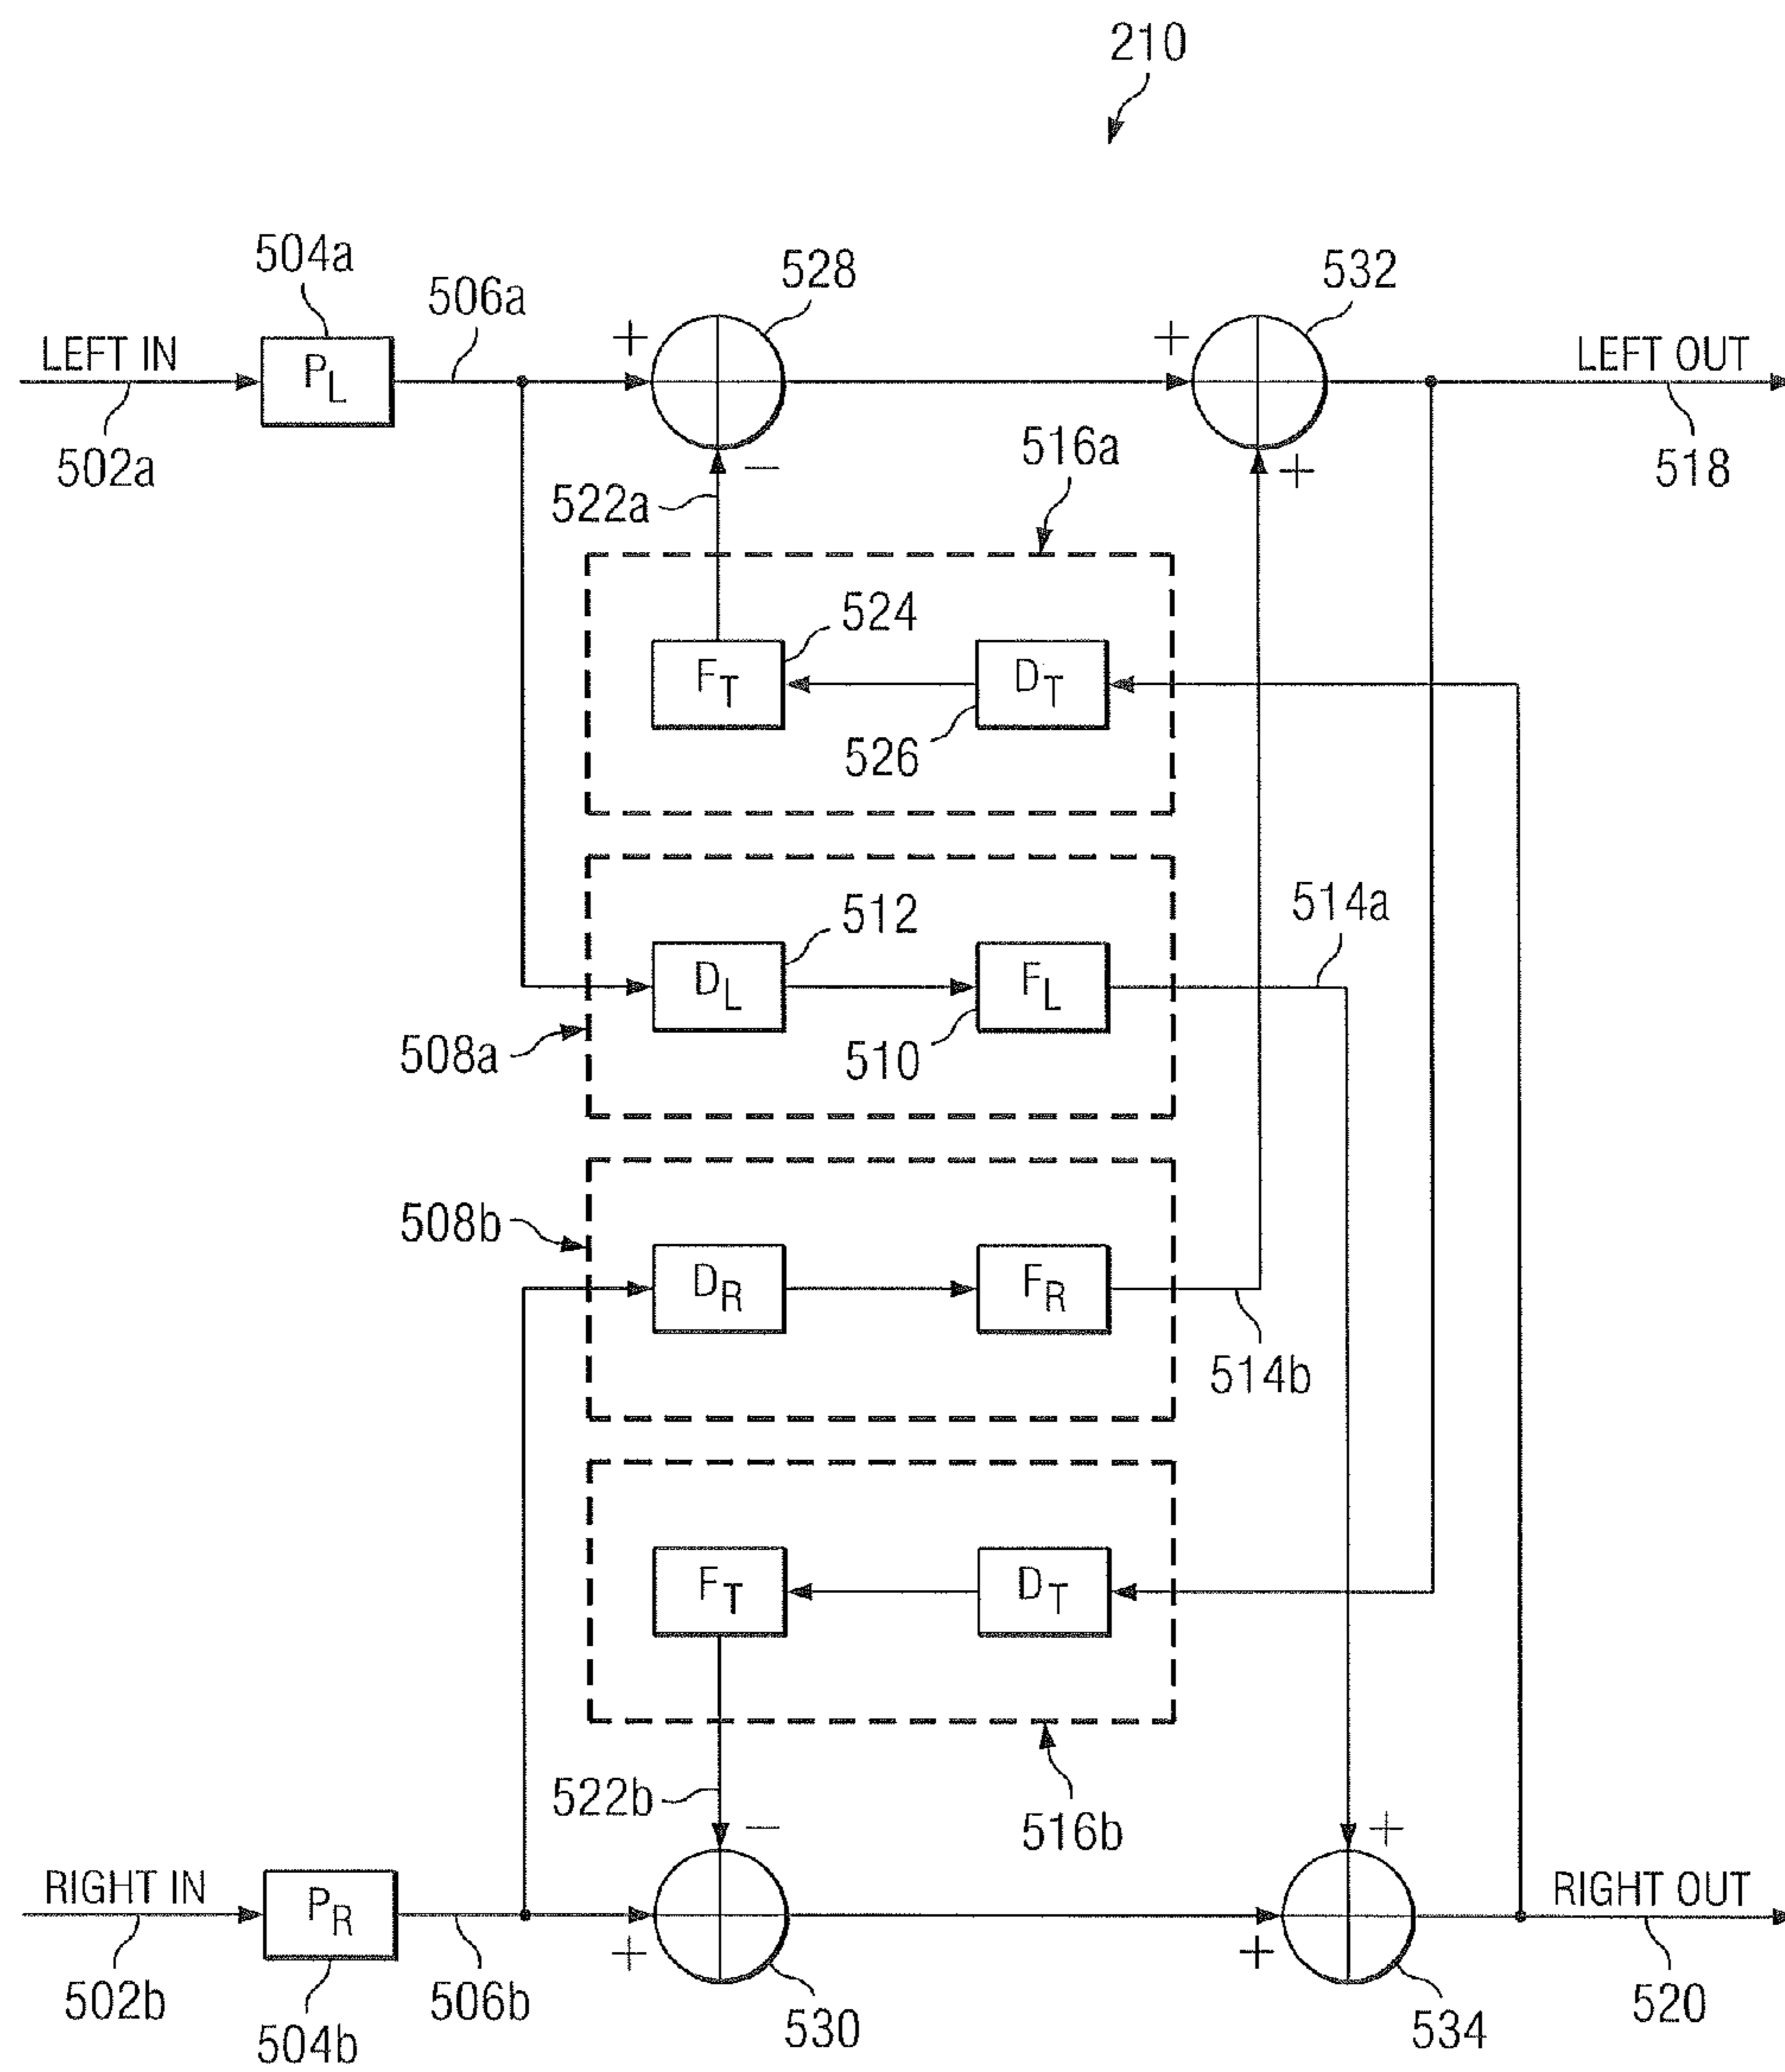 210
504a
506a
528
532
LEFT IN
P_L
+
+
LEFT OUT
502a
−
+
518
522a
516a
524
F_T
D_T
526
512
514a
D_L
F_L
508a
510
508b
D_R
F_R
514b
F_T
D_T
522b
−
516b
+
RIGHT IN
P_R
RIGHT OUT
+
+
502b
504b
506b
530
534
520